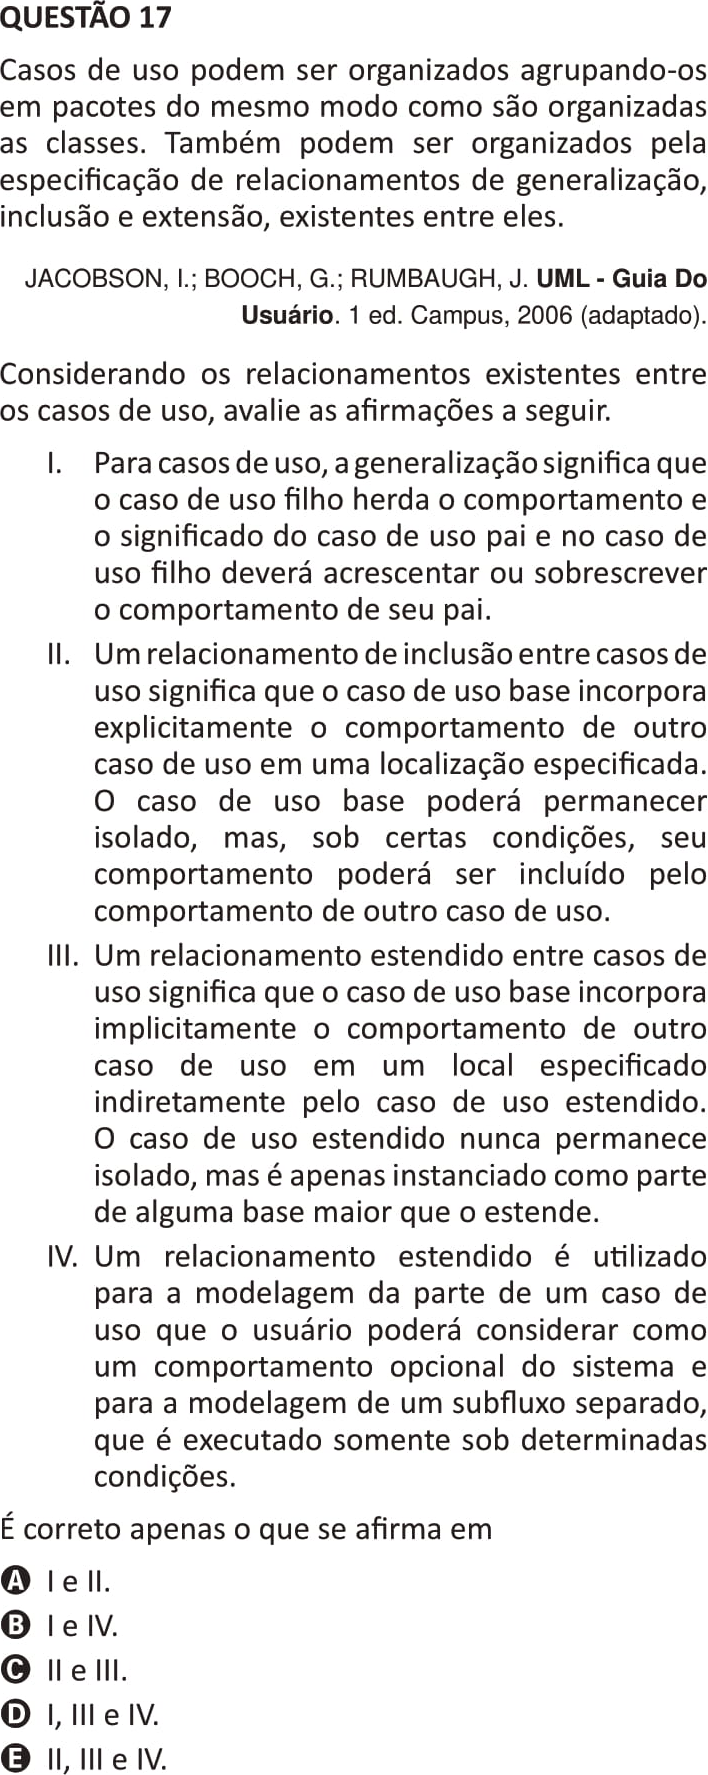 QUESTÃO 17
Casos de uso podem ser organizados agrupando-os
em pacotes do mesmo modo como são organizadas
as classes. Também podem ser organizados pela
especificação de relacionamentos de generalização,
inclusão e extensão, existentes entre eles.
JACOBSON, I.; BOOCH, G.; RUMBAUGH, J. UML - Guia Do
Usuário. 1 ed. Campus, 2006 (adaptado).
Considerando os relacionamentos existentes entre
os casos de uso, avalie as afirmações a seguir.
I. Para casos de uso, a generalização significa que
o caso de uso filho herda o comportamento e
o significado do caso de uso pai e no caso de
uso filho deverá acrescentar ou sobrescrever
o comportamento de seu pai.
II. Um relacionamento de inclusão entre casos de
uso significa que o caso de uso base incorpora
explicitamente o comportamento de outro
caso de uso em uma localização especificada.
O caso de uso base poderá permanecer
isolado, mas, sob certas condições, seu
comportamento poderá ser incluído pelo
comportamento de outro caso de uso.
III. Um relacionamento estendido entre casos de
uso significa que o caso de uso base incorpora
implicitamente o comportamento de outro
caso de uso em um local especificado
indiretamente pelo caso de uso estendido.
O caso de uso estendido nunca permanece
isolado, mas é apenas instanciado como parte
de alguma base maior que o estende.
IV. Um relacionamento estendido é utilizado
para a modelagem da parte de um caso de
uso que o usuário poderá considerar como
um comportamento opcional do sistema e
para a modelagem de um subfluxo separado,
que é executado somente sob determinadas
condições.
É correto apenas o que se afirma em
A I e II.
B I e IV.
C II e III.
D I, III e IV.
E II, III e IV.